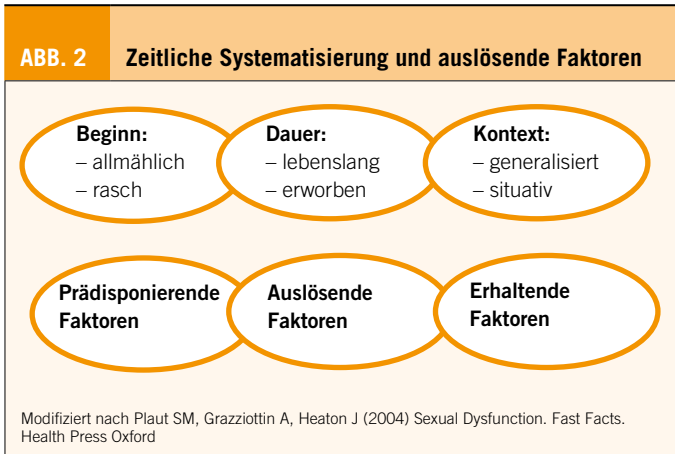 ABB. 2 Zeitliche Systematisierung und auslösende Faktoren
Beginn:
– allmählich
– rasch
Dauer:
– lebenslang
– erworben
Kontext:
– generalisiert
– situativ
Prädisponierende
Faktoren
Auslösende
Faktoren
Erhaltende
Faktoren
Modifiziert nach Plaut SM, Grazziottin A, Heaton J (2004) Sexual Dysfunction. Fast Facts.
Health Press Oxford